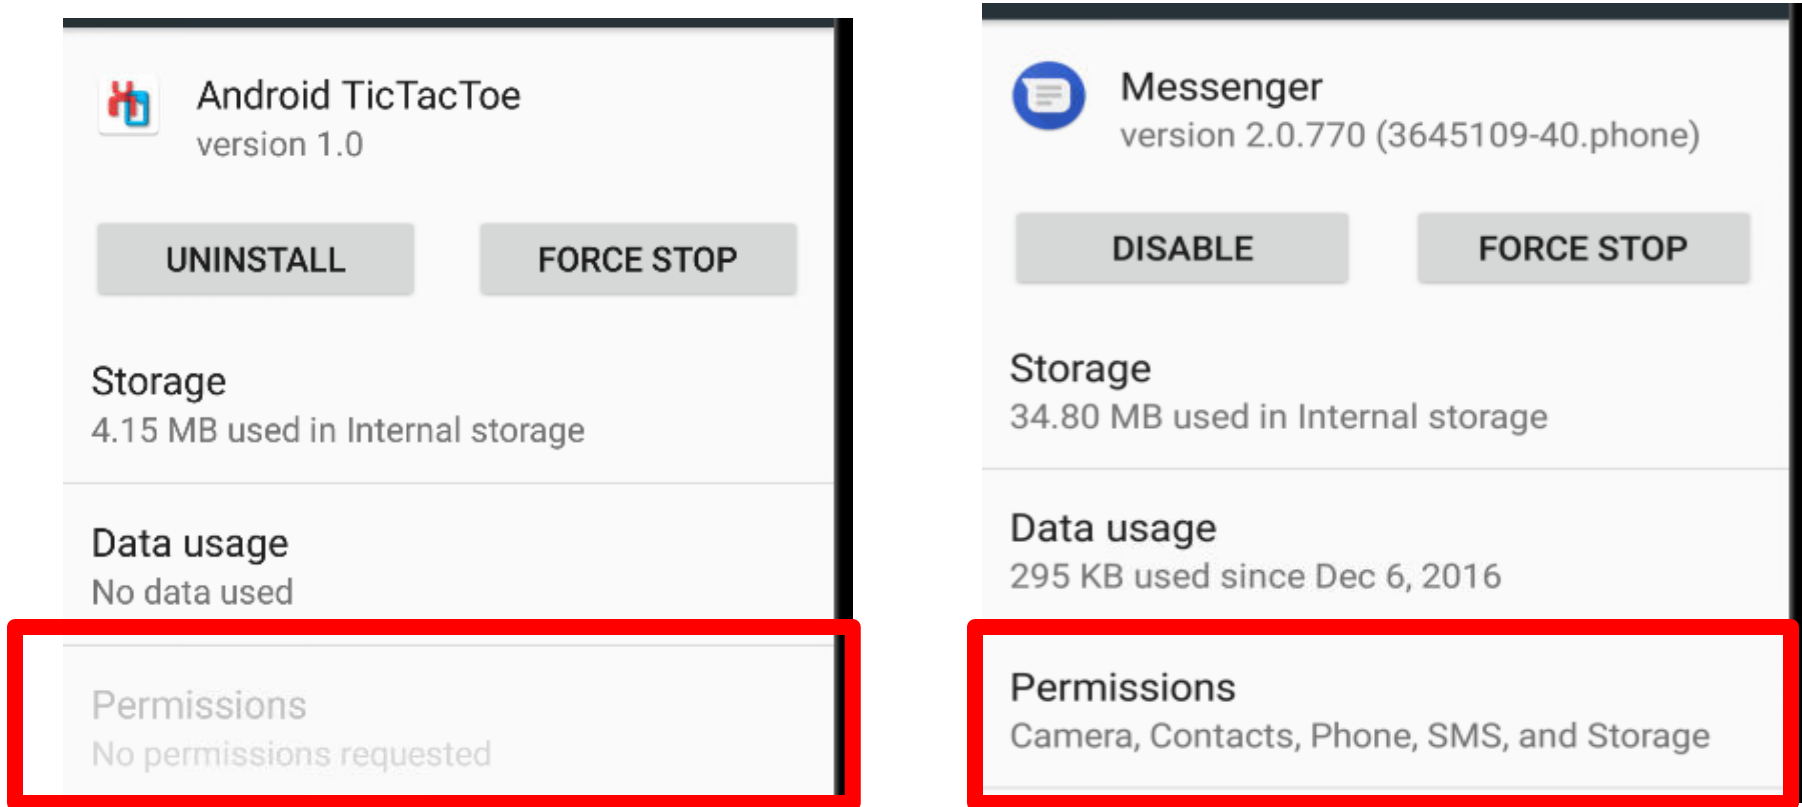 Android TicTacToe
version 1.0
UNINSTALL
FORCE STOP
Storage
4.15 MB used in Internal storage
Data usage
No data used
Permissions
No permissions requested
Messenger
version 2.0.770 (3645109-40.phone)
DISABLE
FORCE STOP
Storage
34.80 MB used in Internal storage
Data usage
295 KB used since Dec 6, 2016
Permissions
Camera, Contacts, Phone, SMS, and Storage